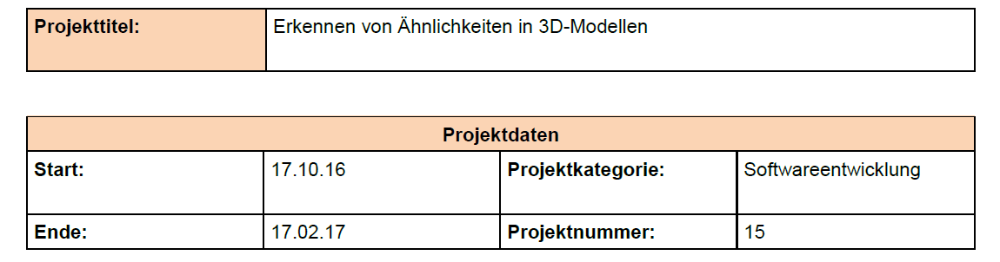 Projekttitel: Erkennen von Ähnlichkeiten in 3D-Modellen
Projektdaten
Start: 17.10.16 Projektkategorie: Softwareentwicklung
Ende: 17.02.17 Projektnummer: 15